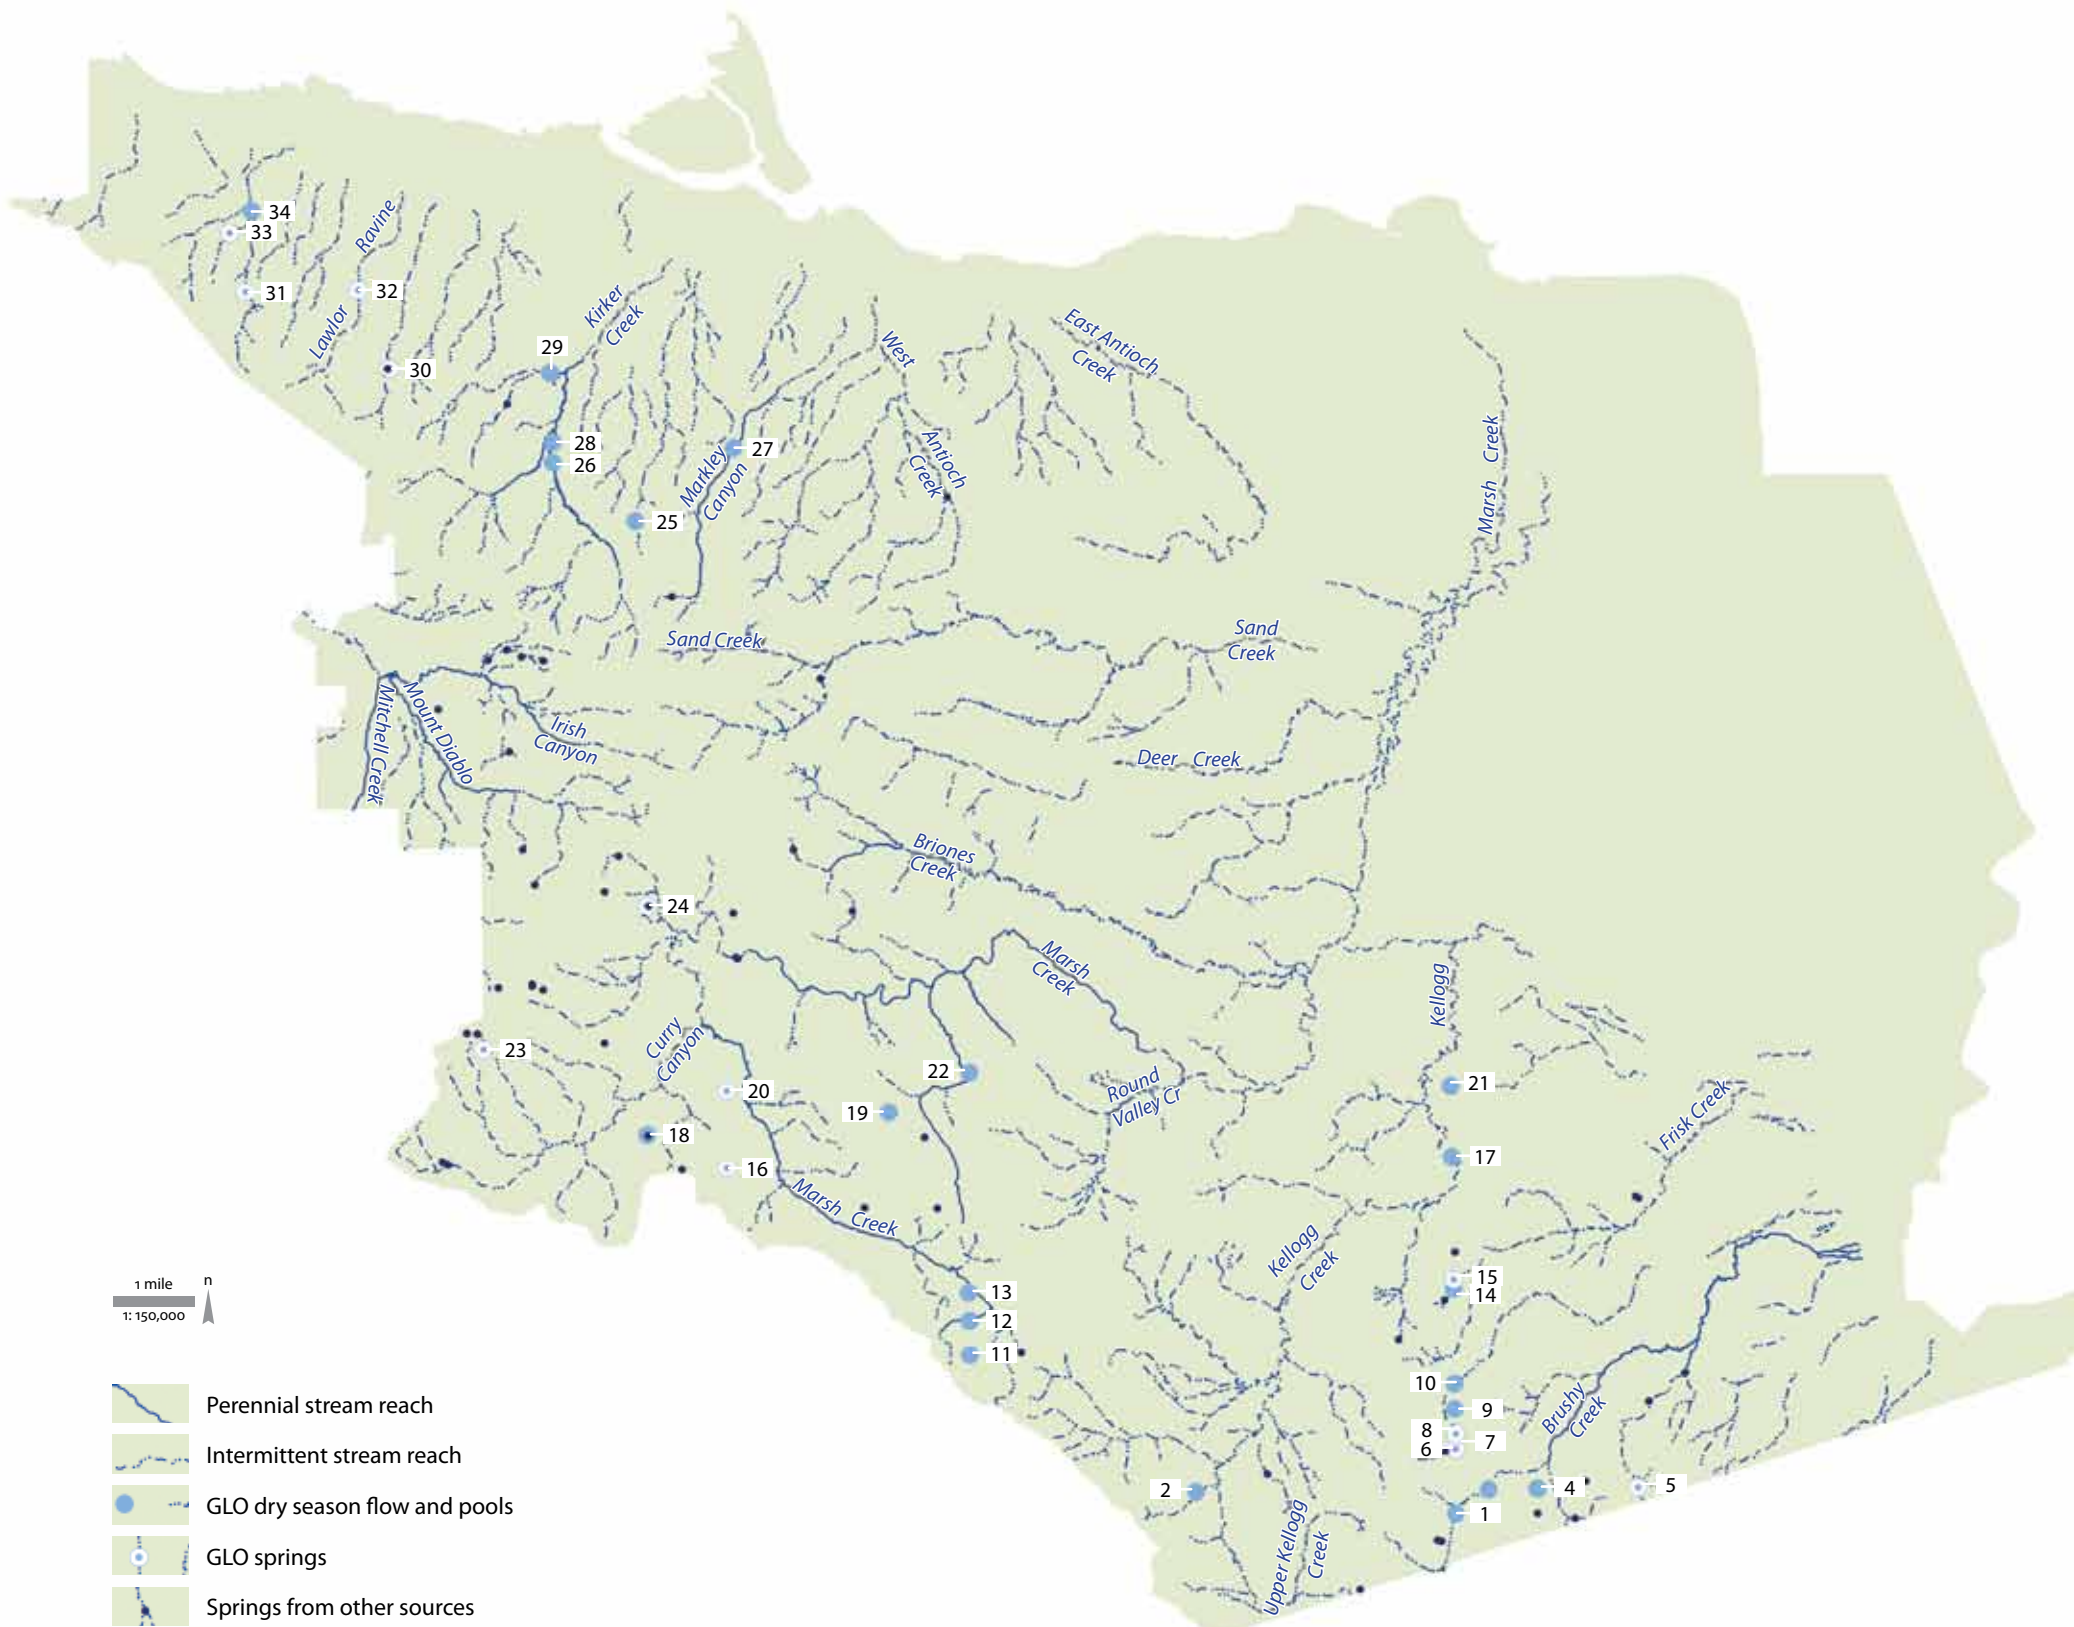 34
33
Ravine
31
32
Lawlor
Kirker
Creek
30
29
West
East Antioch
Creek
28
26
27
Markley
Canyon
Antioch
Creek
Marsh Creek
25
Sand Creek
Sand
Creek
Mitchell Creek
Mount Diablo
Irish
Canyon
Deer Creek
Briones
Creek
24
Marsh
Creek
Kellogg
Curry
Canyon
23
22
20
19
Round
Valley Cr
21
18
16
17
Frisk Creek
Marsh Creek
Kellogg
Creek
15
14
13
12
11
10
9
8
7
6
Brushy
Creek
2
4
5
1
Upper Kellogg
Creek
1 mile
n
1: 150,000
Perennial stream reach
Intermittent stream reach
GLO dry season flow and pools
GLO springs
Springs from other sources